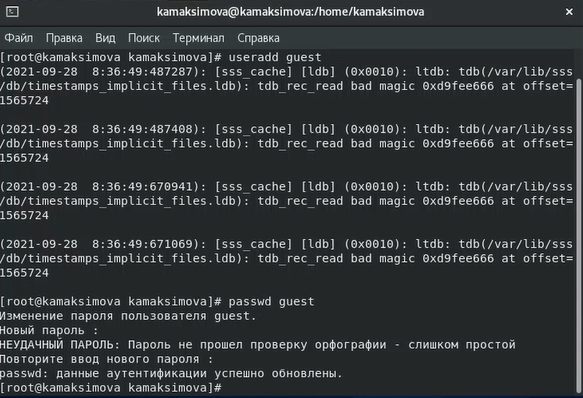 kamaksimova@kamaksimova:/home/kamaksimova
Файл Правка Вид Поиск Терминал Справка
[root@kamaksimova kamaksimova]# useradd guest
(2021-09-28  8:36:49:487287): [sss_cache] [ldb] (0x0010): ltdb: tdb(/var/lib/sss
/db/timestamps_implicit_files.ldb): tdb_rec_read bad magic 0xd9fee666 at offset=
1565724
(2021-09-28  8:36:49:487408): [sss_cache] [ldb] (0x0010): ltdb: tdb(/var/lib/sss
/db/timestamps_implicit_files.ldb): tdb_rec_read bad magic 0xd9fee666 at offset=
1565724
(2021-09-28  8:36:49:670941): [sss_cache] [ldb] (0x0010): ltdb: tdb(/var/lib/sss
/db/timestamps_implicit_files.ldb): tdb_rec_read bad magic 0xd9fee666 at offset=
1565724
(2021-09-28  8:36:49:671069): [sss_cache] [ldb] (0x0010): ltdb: tdb(/var/lib/sss
/db/timestamps_implicit_files.ldb): tdb_rec_read bad magic 0xd9fee666 at offset=
1565724
[root@kamaksimova kamaksimova]# passwd guest
Изменение пароля пользователя guest.
Новый пароль :
НЕУДАЧНЫЙ ПАРОЛЬ: Пароль не прошел проверку орфографии - слишком простой
Повторите ввод нового пароля :
passwd: данные аутентификации успешно обновлены.
[root@kamaksimova kamaksimova]#